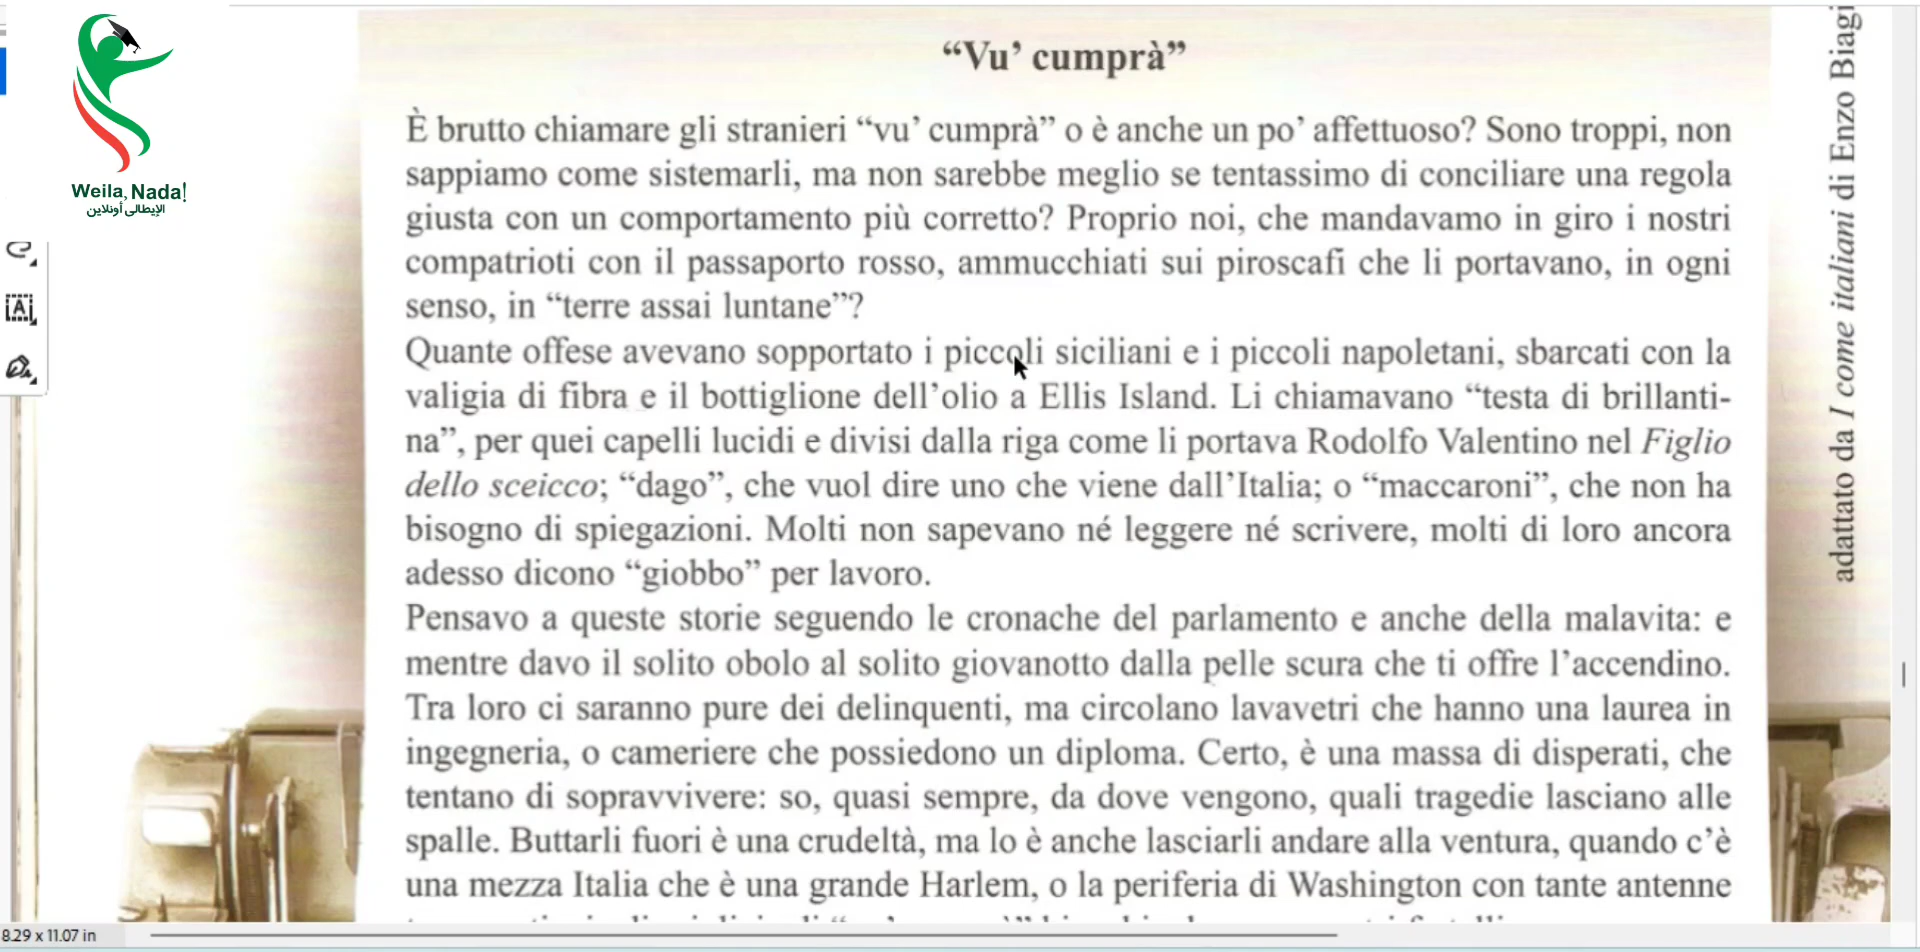 Weila, Nada!
الإيطالي أونلاين
“Vu’ cumprà”
È brutto chiamare gli stranieri “vu’ cumprà” o è anche un po’ affettuoso? Sono troppi, non
sappiamo come sistemarli, ma non sarebbe meglio se tentassimo di conciliare una regola
giusta con un comportamento più corretto? Proprio noi, che mandavamo in giro i nostri
compatrioti con il passaporto rosso, ammucchiati sui piroscafi che li portavano, in ogni
senso, in “terre assai luntane”?
Quante offese avevano sopportato i piccoli siciliani e i piccoli napoletani, sbarcati con la
valigia di fibra e il bottiglione dell’olio a Ellis Island. Li chiamavano “testa di brillanti-
na”, per quei capelli lucidi e divisi dalla riga come li portava Rodolfo Valentino nel Figlio
dello sceicco; “dago”, che vuol dire uno che viene dall’Italia; o “maccaroni”, che non ha
bisogno di spiegazioni. Molti non sapevano né leggere né scrivere, molti di loro ancora
adesso dicono “giobbo” per lavoro.
Pensavo a queste storie seguendo le cronache del parlamento e anche della malavita: e
mentre davo il solito obolo al solito giovanotto dalla pelle scura che ti offre l’accendino.
Tra loro ci saranno pure dei delinquenti, ma circolano lavavetri che hanno una laurea in
ingegneria, o cameriere che possiedono un diploma. Certo, è una massa di disperati, che
tentano di sopravvivere: so, quasi sempre, da dove vengono, quali tragedie lasciano alle
spalle. Buttarli fuori è una crudeltà, ma lo è anche lasciarli andare alla ventura, quando c’è
una mezza Italia che è una grande Harlem, o la periferia di Washington con tante antenne
adattato da I come italiani di Enzo Biagi
8.29 x 11.07 in